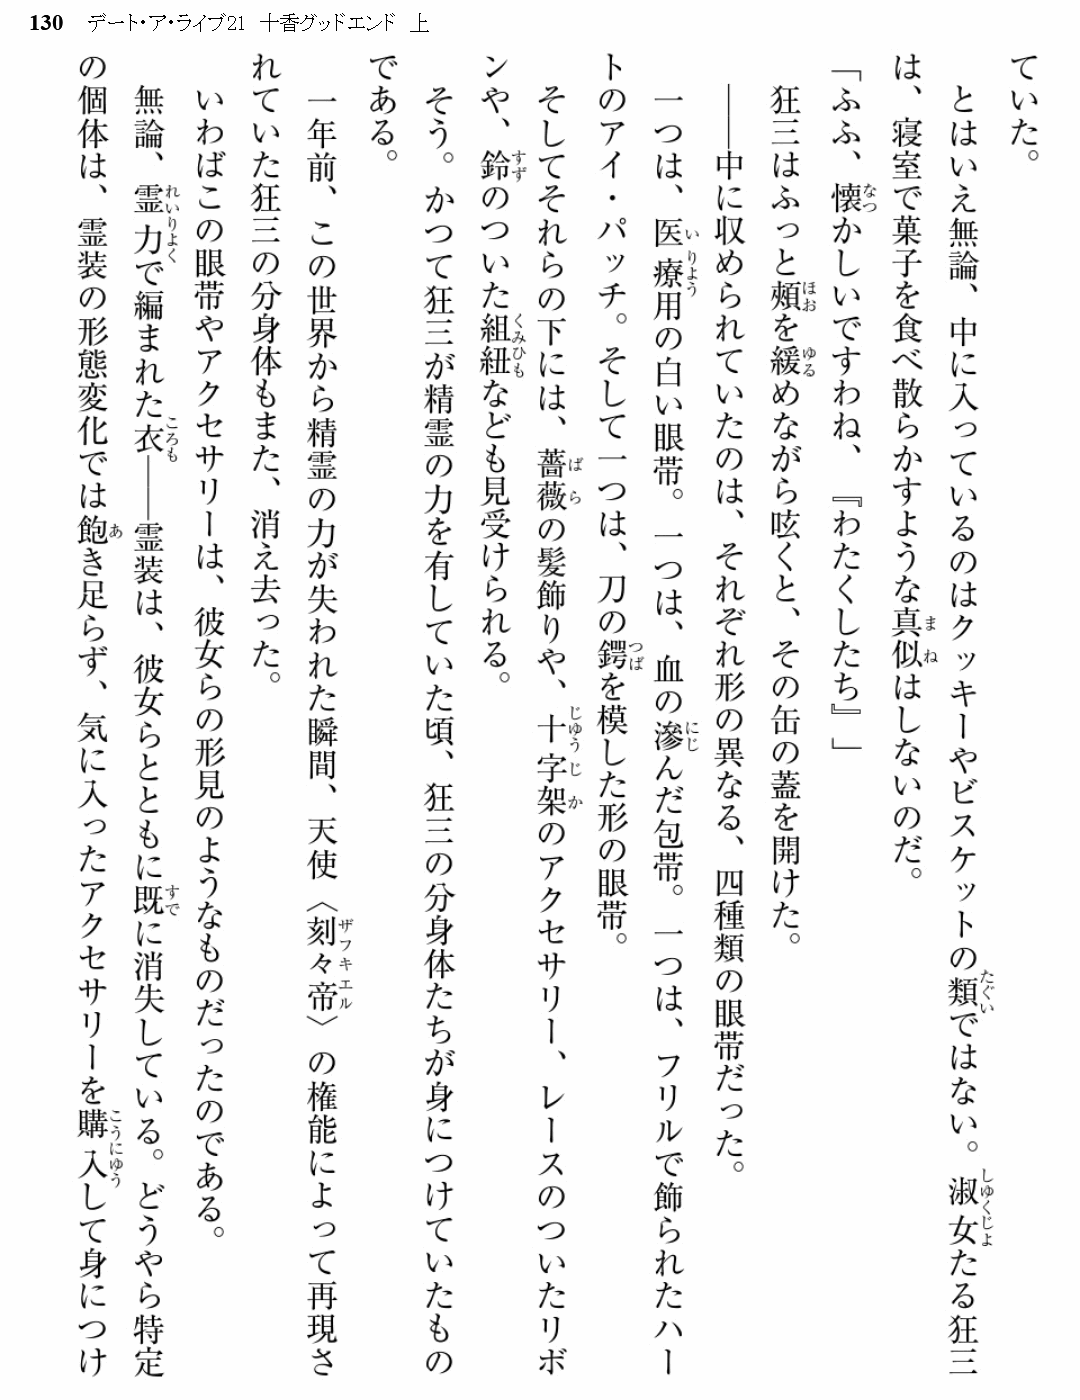 130 デート・ア・ライブ21 十香グッドエンド 上
ていた。
とはいえ無論、中に入っているのはクッキーやビスケットの類ではない。淑女たる狂三
は、寝室で菓子を食べ散らかすような真似はしないのだ。
「ふふ、懐かしいですわね、『わたくしたち』」
狂三はふっと頰を緩めながら呟くと、その缶の蓋を開けた。
――中に収められていたのは、それぞれ形の異なる、四種類の眼帯だった。
一つは、医療用の白い眼帯。一つは、血の滲んだ包帯。一つは、フリルで飾られたハー
トのアイ・パッチ。そして一つは、刀の鍔を模した形の眼帯。
そしてそれらの下には、薔薇の髪飾りや、十字架のアクセサリー、レースのついたリボ
ンや、鈴のついた組紐なども見受けられる。
そう。かつて狂三が精霊の力を有していた頃、狂三の分身体たちが身につけていたもの
である。
一年前、この世界から精霊の力が失われた瞬間、天使〈刻々帝〉の権能によって再現さ
れていた狂三の分身体もまた、消え去った。
いわばこの眼帯やアクセサリーは、彼女らの形見のようなものだったのである。
無論、霊力で編まれた衣――霊装は、彼女らとともに既に消失している。どうやら特定
の個体は、霊装の形態変化では飽き足らず、気に入ったアクセサリーを購入して身につけ